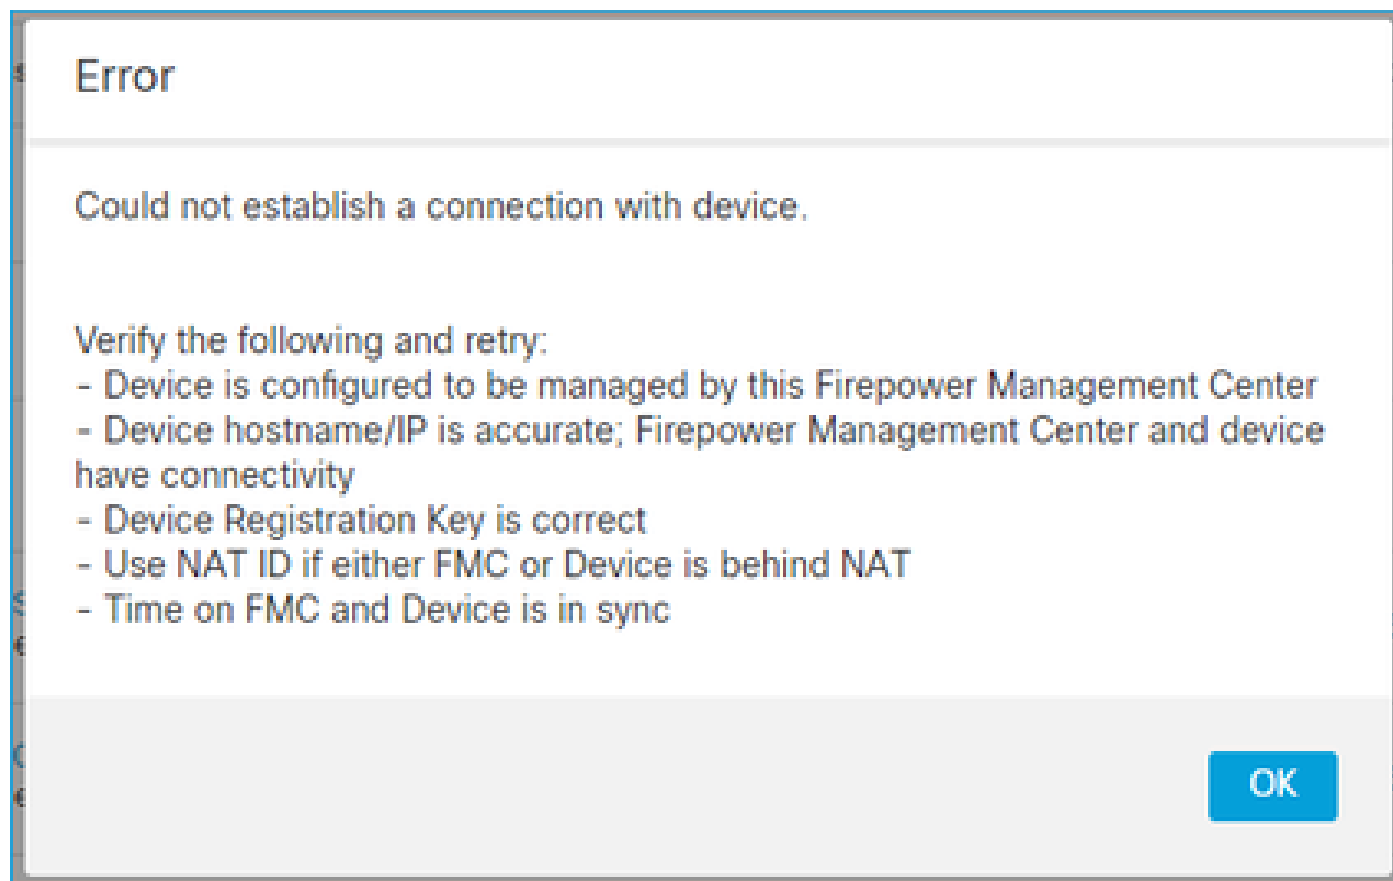 Error
Could not establish a connection with device.
Verify the following and retry:
- Device is configured to be managed by this Firepower Management Center
- Device hostname/IP is accurate; Firepower Management Center and device
have connectivity
- Device Registration Key is correct
- Use NAT ID if either FMC or Device is behind NAT
- Time on FMC and Device is in sync
OK